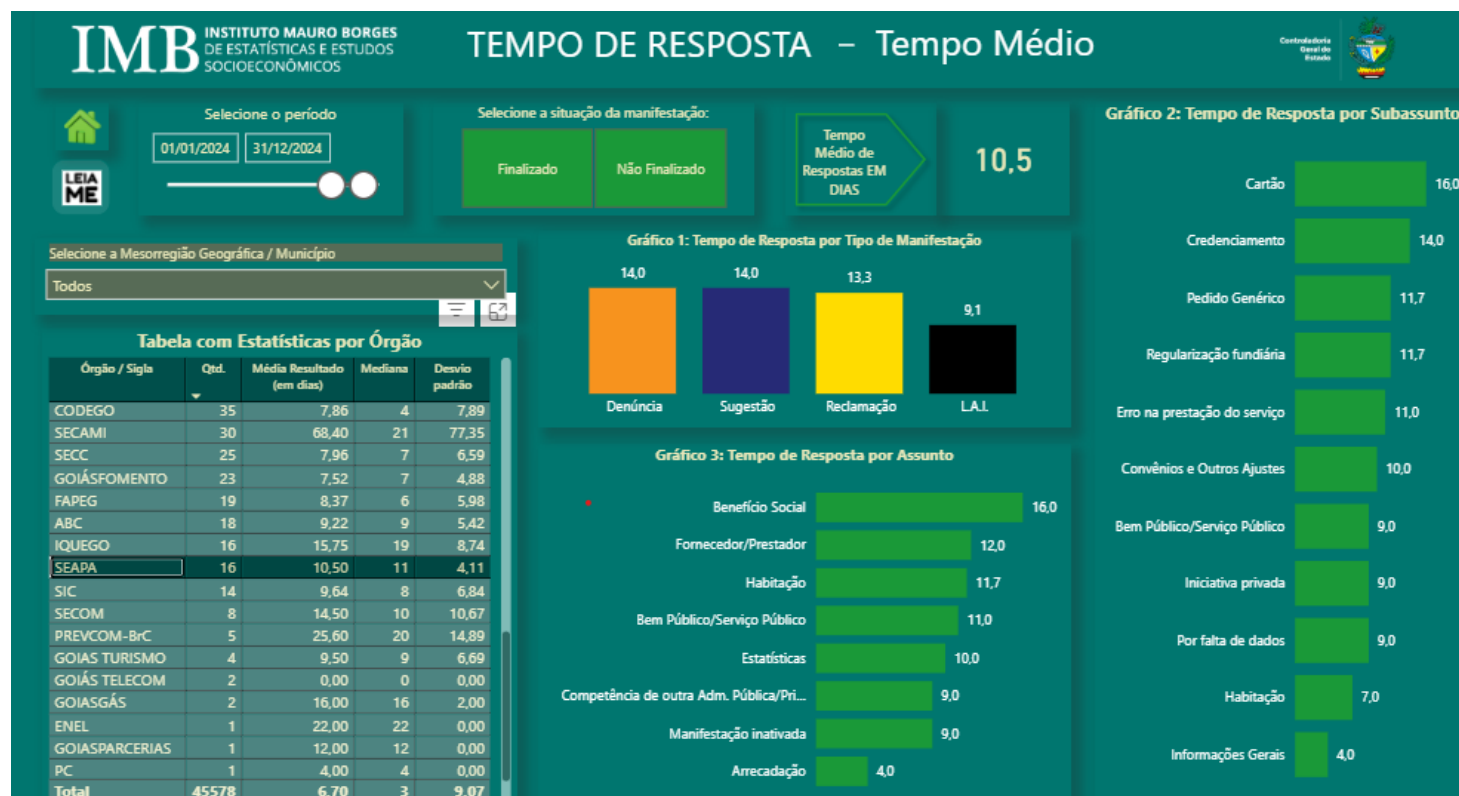 IMB INSTITUTO MAURO BORGES
DE ESTATÍSTICAS E ESTUDOS
SOCIOECONÔMICOS
TEMPO DE RESPOSTA – Tempo Médio
Controladoria
Geral do
Estado
Selecione o período
01/01/2024 31/12/2024
LEIA
ME
Selecione a situação da manifestação:
Finalizado Não Finalizado
Tempo
Médio de
Respostas EM
DIAS
10,5
Selecione a Mesorregião Geográfica / Município
Todos
Tabela com Estatísticas por Órgão
Órgão / Sigla Qtd. Média Resultado (em dias) Mediana Desvio padrão
CODEGO 35 7,86 4 7,89
SECAMI 30 68,40 21 77,35
SECC 25 7,96 7 6,59
GOIÁSFOMENTO 23 7,52 7 4,88
FAPEG 19 8,37 6 5,98
ABC 18 9,22 9 5,42
IQUEGO 16 15,75 19 8,74
SEAPA 16 10,50 11 4,11
SIC 14 9,64 8 6,84
SECOM 8 14,50 10 10,67
PREVCOM-BrC 5 25,60 20 14,89
GOIAS TURISMO 4 9,50 9 6,69
GOIÁS TELECOM 2 0,00 0 0,00
GOIASGÁS 2 16,00 16 2,00
ENEL 1 22,00 22 0,00
GOIASPARCERIAS 1 12,00 12 0,00
PC 1 4,00 4 0,00
Total 45578 6,70 3 9,07
Gráfico 1: Tempo de Resposta por Tipo de Manifestação
14,0 14,0 13,3 9,1
Denúncia Sugestão Reclamação L.A.I.
Gráfico 3: Tempo de Resposta por Assunto
Benefício Social 16,0
Fornecedor/Prestador 12,0
Habitação 11,7
Bem Público/Serviço Público 11,0
Estatísticas 10,0
Competência de outra Adm. Pública/Pri... 9,0
Manifestação inativada 9,0
Arrecadação 4,0
Gráfico 2: Tempo de Resposta por Subassunto
Cartão 16,0
Credenciamento 14,0
Pedido Genérico 11,7
Regularização fundiária 11,7
Erro na prestação do serviço 11,0
Convênios e Outros Ajustes 10,0
Bem Público/Serviço Público 9,0
Iniciativa privada 9,0
Por falta de dados 9,0
Habitação 7,0
Informações Gerais 4,0